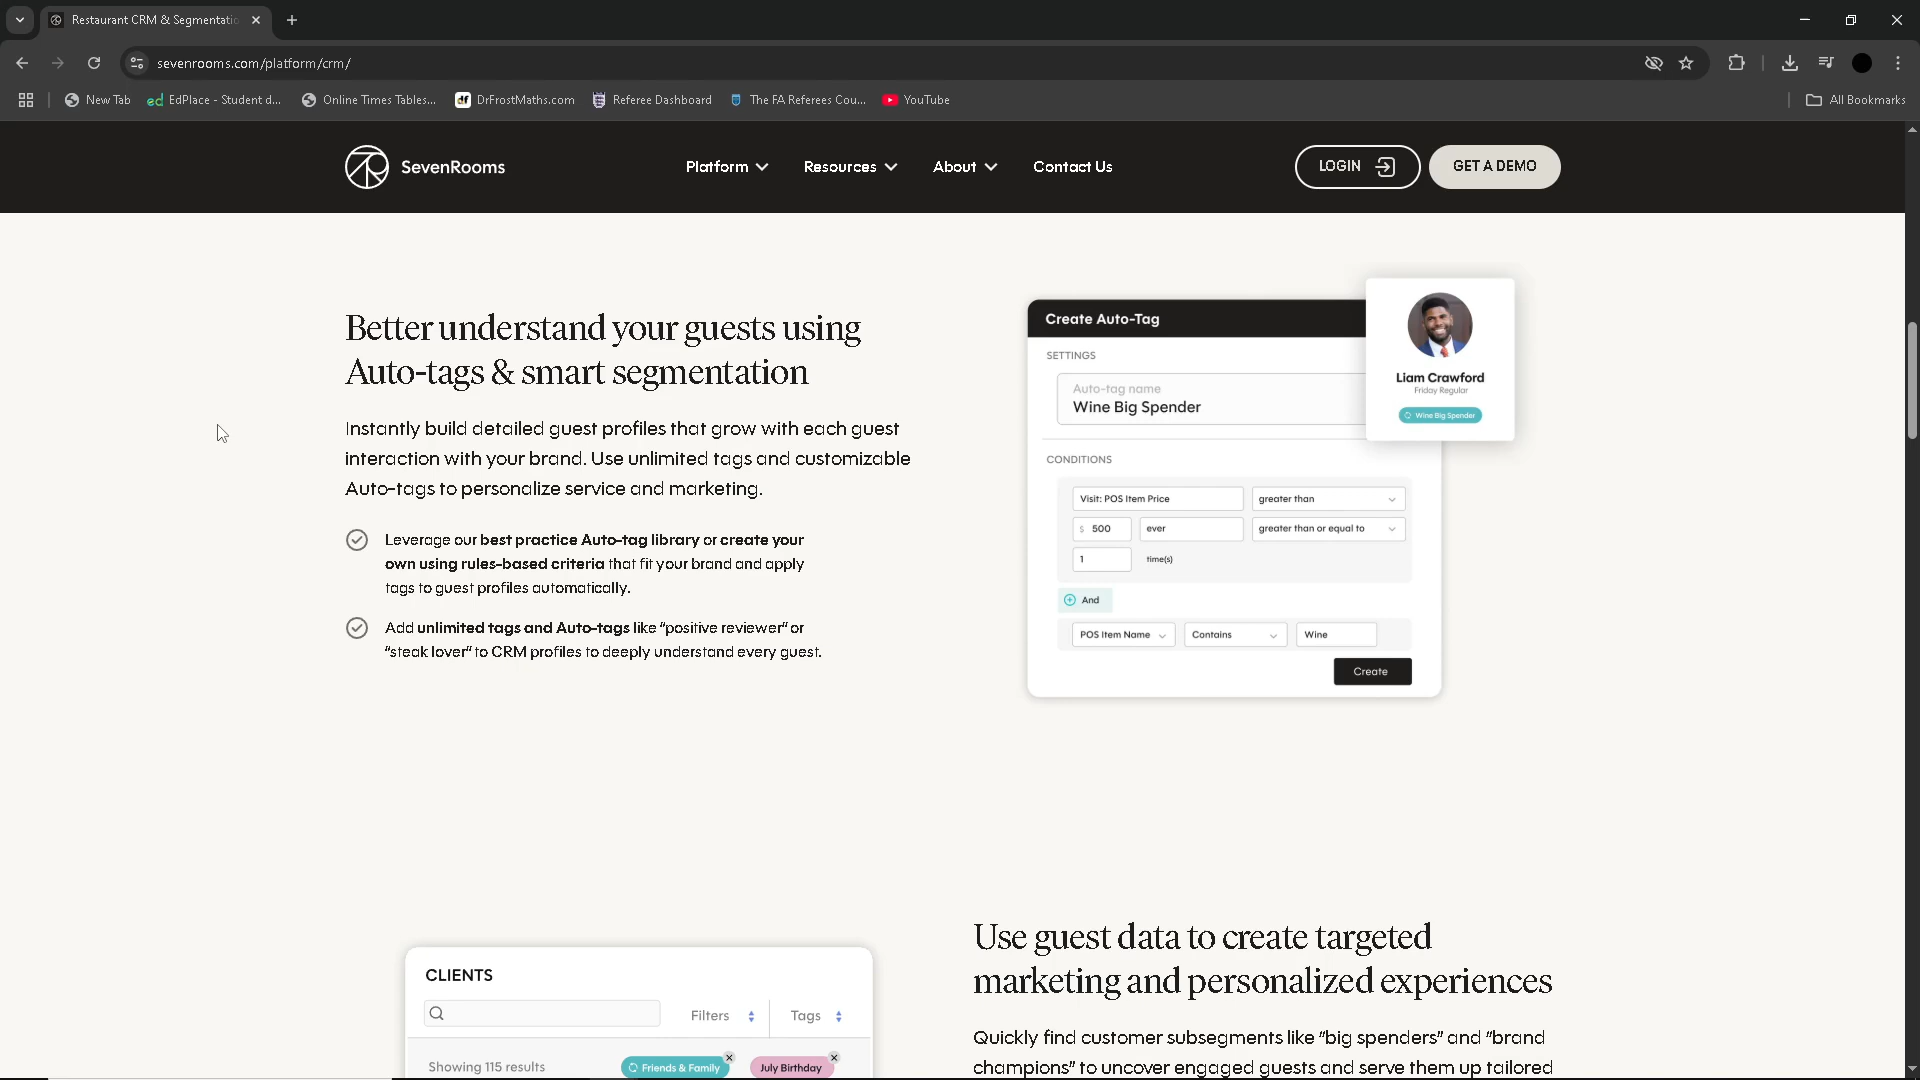 Restaurant CRM & Segmentatio
sevenrooms.com/platform/crm/
New Tab
EdPlace - Student d...
Online Times Tables...
DrFrostMaths.com
Referee Dashboard
The FA Referees Cou...
YouTube
All Bookmarks
SevenRooms
Platform
Resources
About
Contact Us
LOGIN
GET A DEMO
Better understand your guests using
Auto-tags & smart segmentation
Instantly build detailed guest profiles that grow with each guest
interaction with your brand. Use unlimited tags and customizable
Auto-tags to personalize service and marketing.
Leverage our best practice Auto-tag library or create your
own using rules-based criteria that fit your brand and apply
tags to guest profiles automatically.
Add unlimited tags and Auto-tags like “positive reviewer” or
“steak lover” to CRM profiles to deeply understand every guest.
Create Auto-Tag
SETTINGS
Auto-tag name
Wine Big Spender
Liam Crawford
Friday Regular
Wine Big Spender
CONDITIONS
Visit: POS Item Price
greater than
$ 500
ever
greater than or equal to
1
time(s)
And
POS Item Name
Contains
Wine
Create
CLIENTS
Filters
Tags
Showing 115 results
Friends & Family
July Birthday
Use guest data to create targeted
marketing and personalized experiences
Quickly find customer subsegments like “big spenders” and “brand
champions” to uncover engaged guests and serve them up tailored